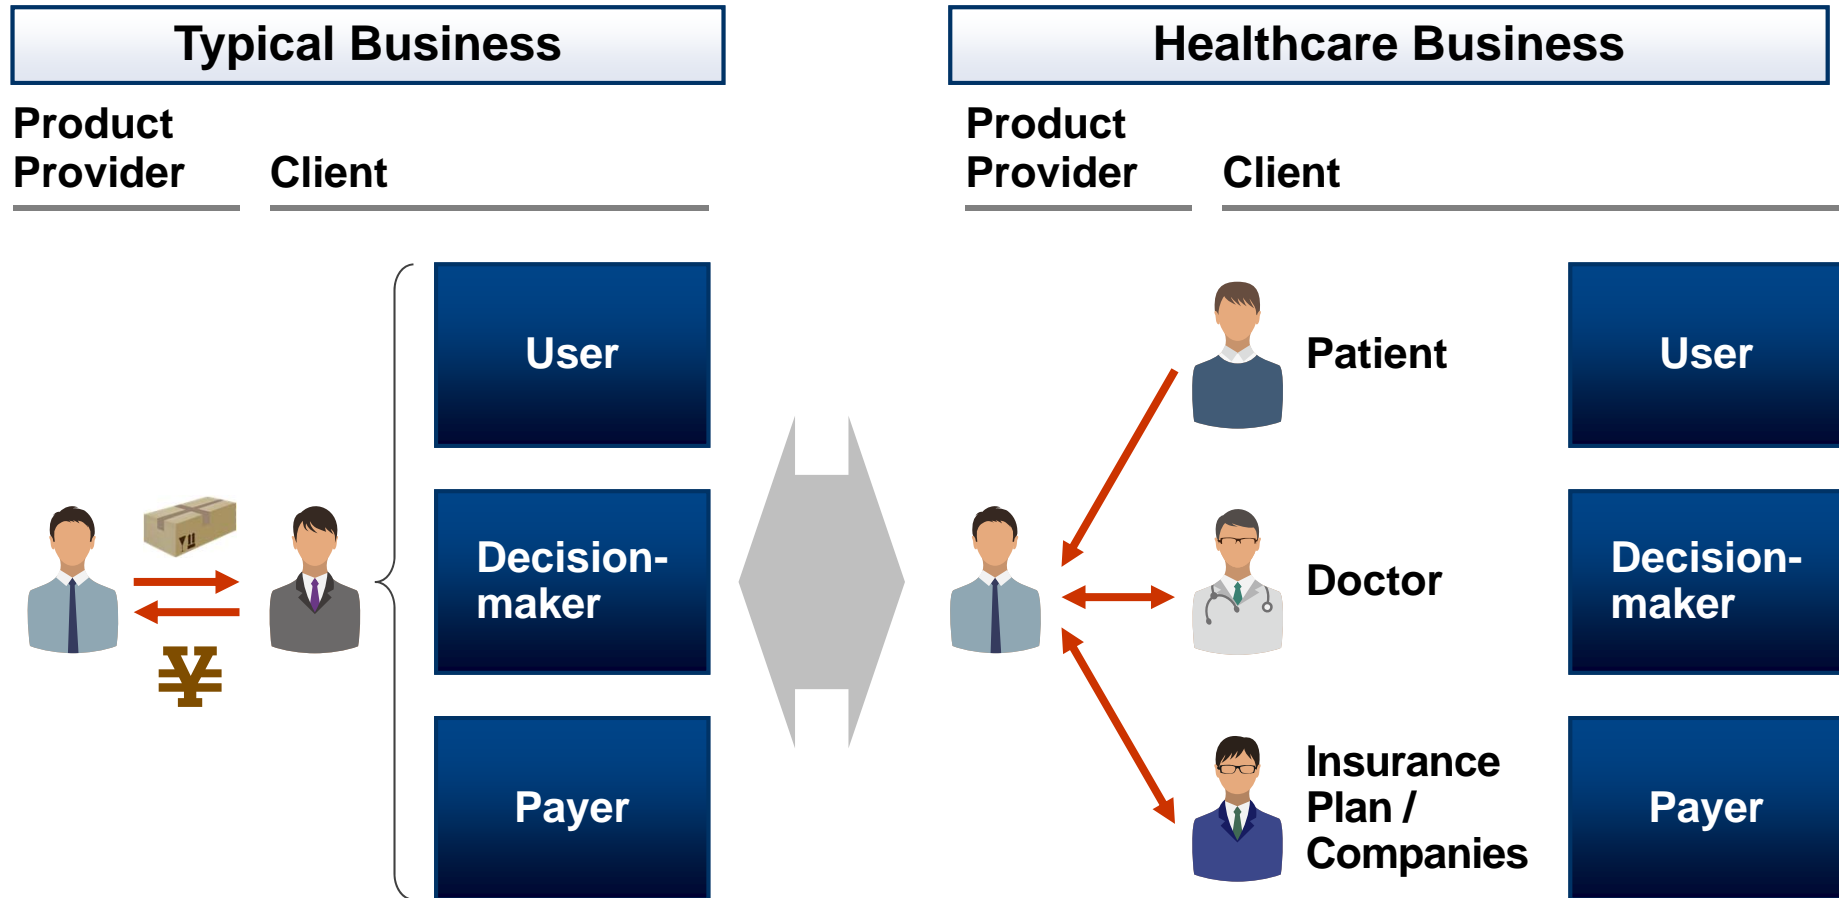 Typical Business
Product
Provider
Client
User
Decision-
maker
Payer
¥
Healthcare Business
Product
Provider
Client
Patient
User
Doctor
Decision-
maker
Insurance
Plan /
Companies
Payer